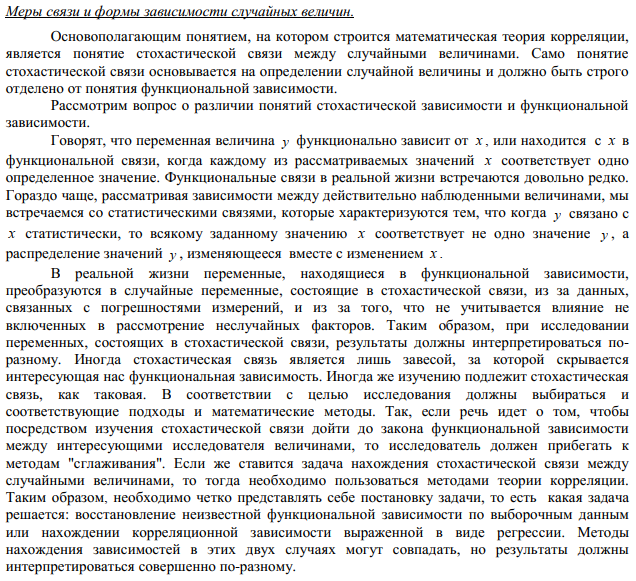 Меры связи и формы зависимости случайных величин.
Основополагающим понятием, на котором строится математическая теория корреляции,
является понятие стохастической связи между случайными величинами. Само понятие
стохастической связи основывается на определении случайной величины и должно быть строго
отделено от понятия функциональной зависимости.
Рассмотрим вопрос о различии понятий стохастической зависимости и функциональной
зависимости.
Говорят, что переменная величина y функционально зависит от x, или находится с x в
функциональной связи, когда каждому из рассматриваемых значений x соответствует одно
определенное значение. Функциональные связи в реальной жизни встречаются довольно редко.
Гораздо чаще, рассматривая зависимости между действительно наблюденными величинами, мы
встречаемся со статистическими связями, которые характеризуются тем, что когда y связано с
x статистически, то всякому заданному значению x соответствует не одно значение y, а
распределение значений y, изменяющееся вместе с изменением x.
В реальной жизни переменные, находящиеся в функциональной зависимости,
преобразуются в случайные переменные, состоящие в стохастической связи, из за данных,
связанных с погрешностями измерений, и из за того, что не учитывается влияние не
включенных в рассмотрение неслучайных факторов. Таким образом, при исследовании
переменных, состоящих в стохастической связи, результаты должны интерпретироваться по-
разному. Иногда стохастическая связь является лишь завесой, за которой скрывается
интересующая нас функциональная зависимость. Иногда же изучению подлежит стохастическая
связь, как таковая. В соответствии с целью исследования должны выбираться и
соответствующие подходы и математические методы. Так, если речь идет о том, чтобы
посредством изучения стохастической связи дойти до закона функциональной зависимости
между интересующими исследователя величинами, то исследователь должен прибегать к
методам "сглаживания". Если же ставится задача нахождения стохастической связи между
случайными величинами, то тогда необходимо пользоваться методами теории корреляции.
Таким образом, необходимо четко представлять себе постановку задачи, то есть какая задача
решается: восстановление неизвестной функциональной зависимости по выборочным данным
или нахождении корреляционной зависимости выраженной в виде регрессии. Методы
нахождения зависимостей в этих двух случаях могут совпадать, но результаты должны
интерпретироваться совершенно по-разному.